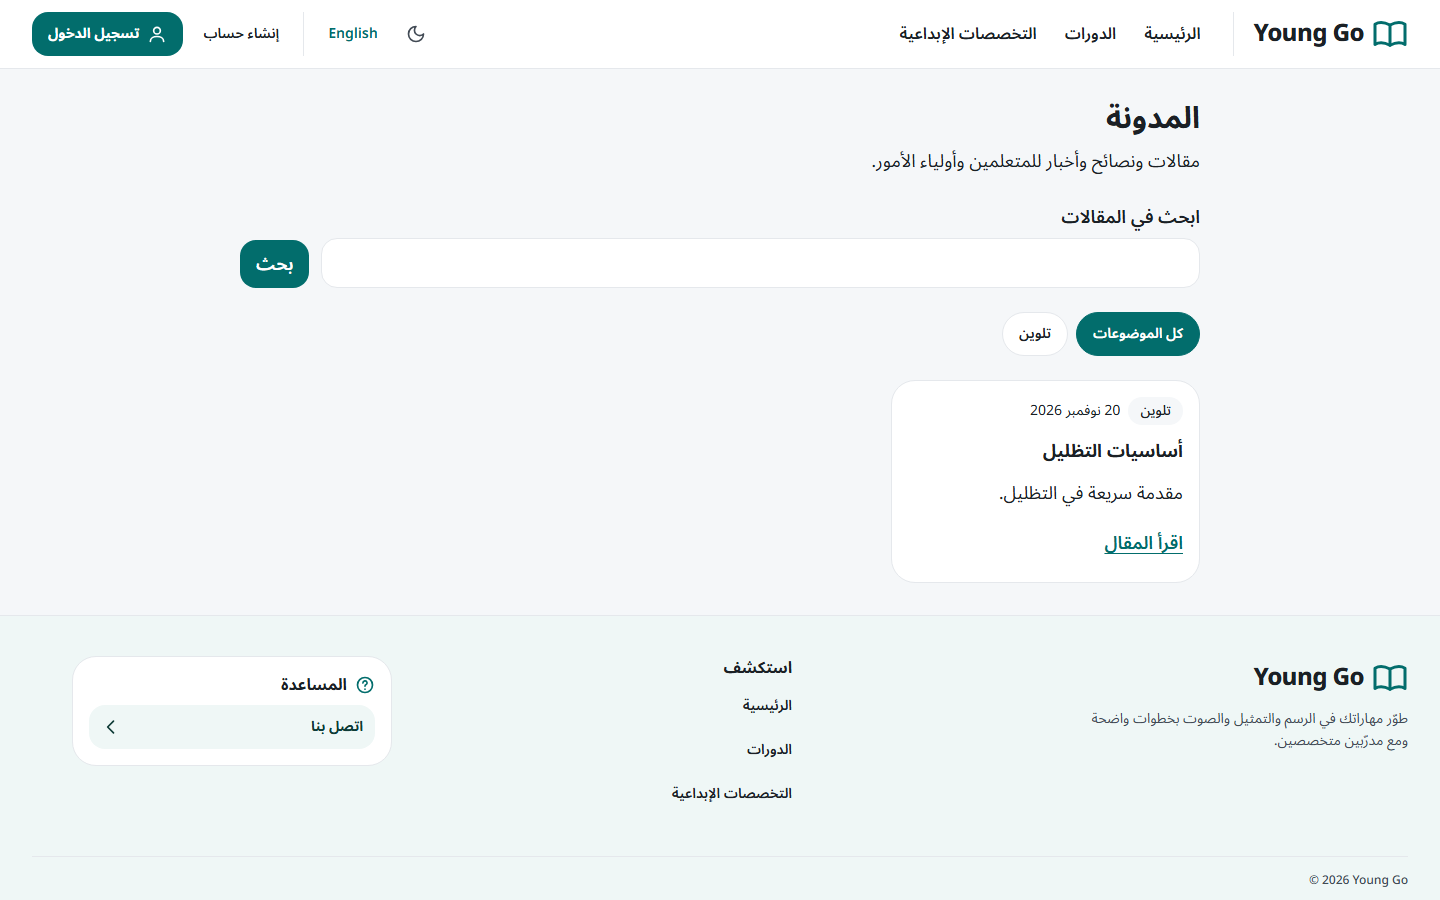 Young Go
الرئيسية
الدورات
التخصصات الإبداعية
English
إنشاء حساب
تسجيل الدخول
المدونة
مقالات ونصائح وأخبار للمتعلمين وأولياء الأمور.
ابحث في المقالات
بحث
كل الموضوعات
تلوين
تلوين
20 نوفمبر 2026
أساسيات التظليل
مقدمة سريعة في التظليل.
اقرأ المقال
Young Go
طوّر مهاراتك في الرسم والتمثيل والصوت بخطوات واضحة
ومع مدرّبين متخصصين.
استكشف
الرئيسية
الدورات
التخصصات الإبداعية
المساعدة
اتصل بنا
© 2026 Young Go